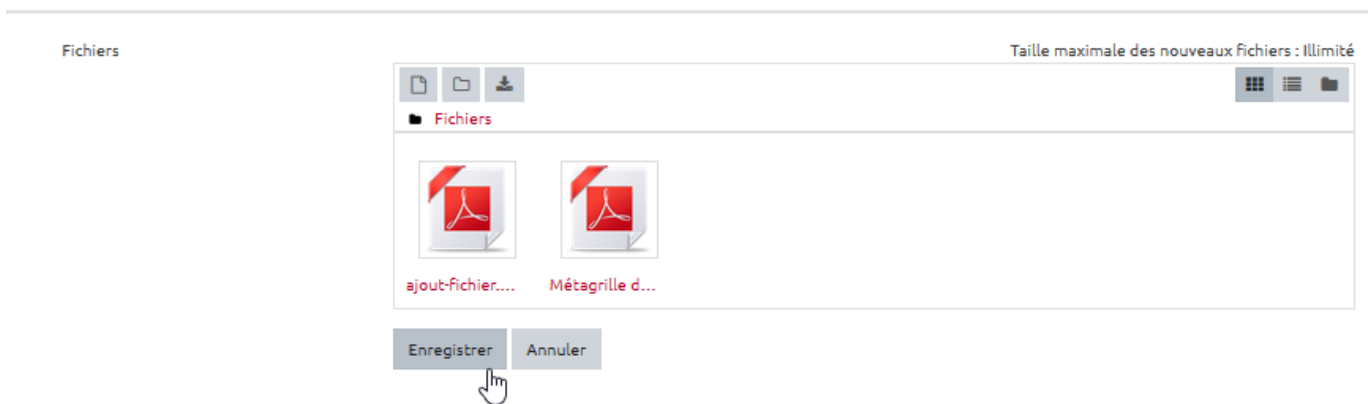 Fichiers
Taille maximale des nouveaux fichiers : Illimité
Fichiers
ajout-fichier....
Métagrille d...
Enregistrer
Annuler